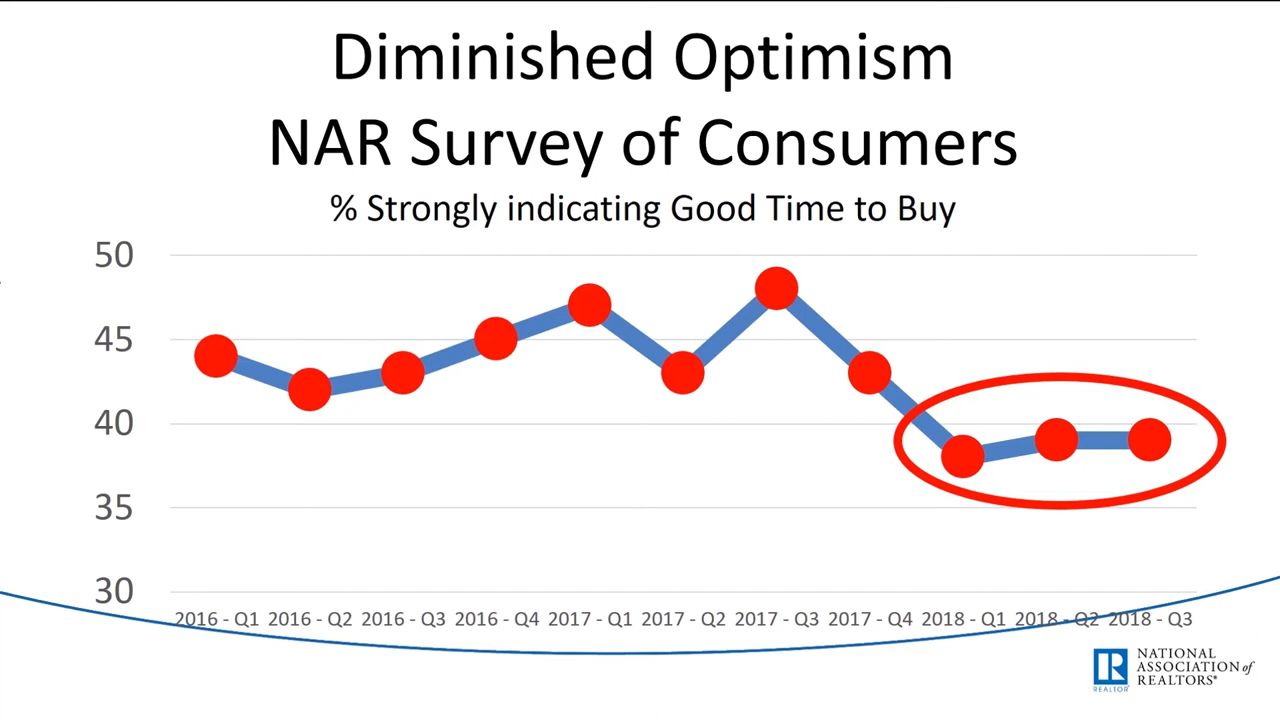 Diminished Optimism
NAR Survey of Consumers
% Strongly indicating Good Time to Buy
50
45
40
35
30
2016 - Q1 2016 - Q2 2016 - Q3 2016 - Q4 2017 - Q1 2017 - Q2 2017 - Q3 2017 - Q4 2018 - Q1 2018 - Q2 2018 - Q3
R
REALTOR®
NATIONAL
ASSOCIATION of
REALTORS®